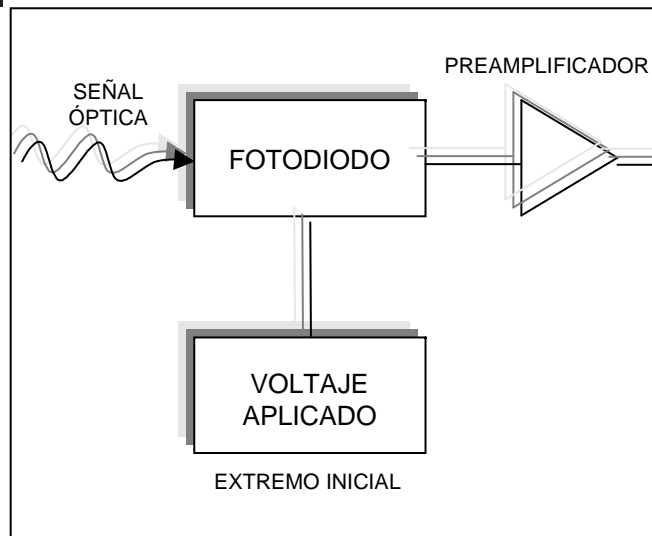 PREAMPLIFICADOR
SEÑAL
ÓPTICA
FOTODIODO
VOLTAJE
APLICADO
EXTREMO INICIAL